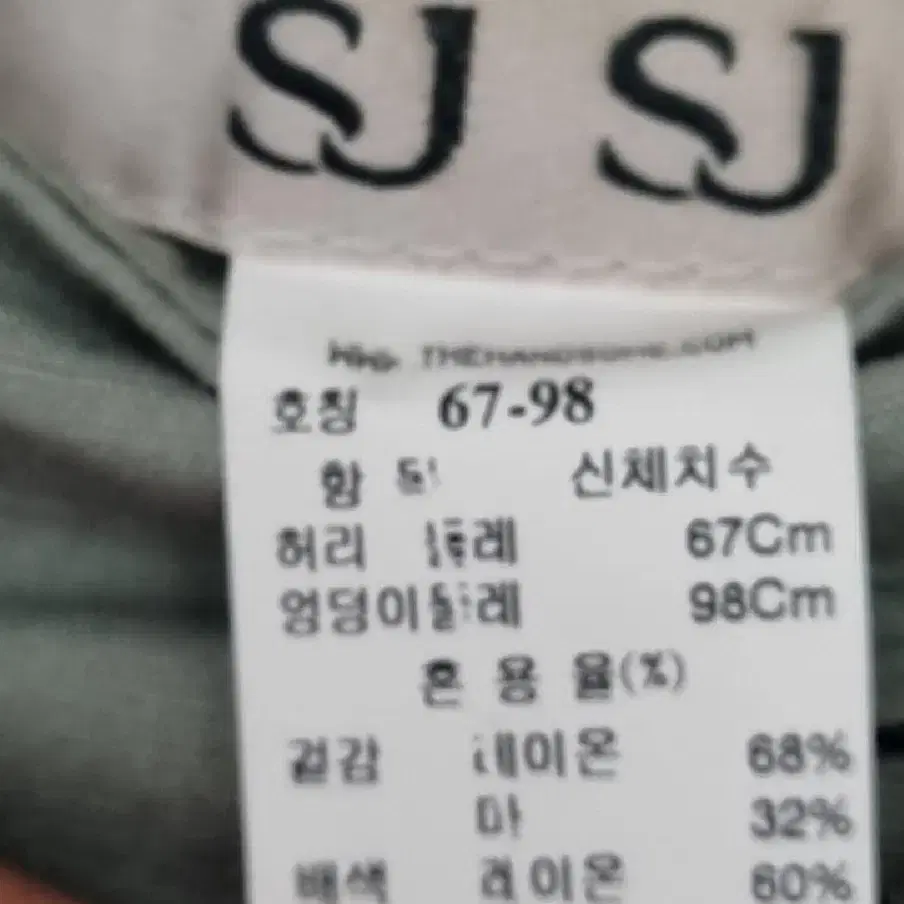 SJ SJ
THEHANDSOME.COM
호칭 67-98
항 목 신체치수
허리둘레 67Cm
엉덩이둘레 98Cm
혼 용 율(%)
겉감 레이온 68%
마 32%
배색 레이온 60%